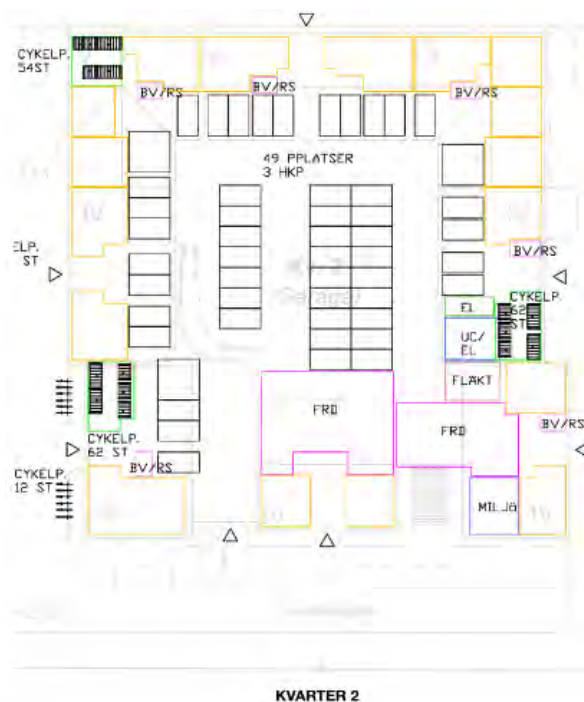 CYKELP.
54ST
BV/RS
BV/RS
BV/RS
49 PPLATSER
3 HKP
BV/RS
ELP.
ST
CYKELP.
62
ST
EL
UC/
EL
FLÄKT
FRD
FRD
BV/RS
CYKELP.
62 ST
BV/RS
CYKELP.
12 ST
MILJÖ
KVARTER 2